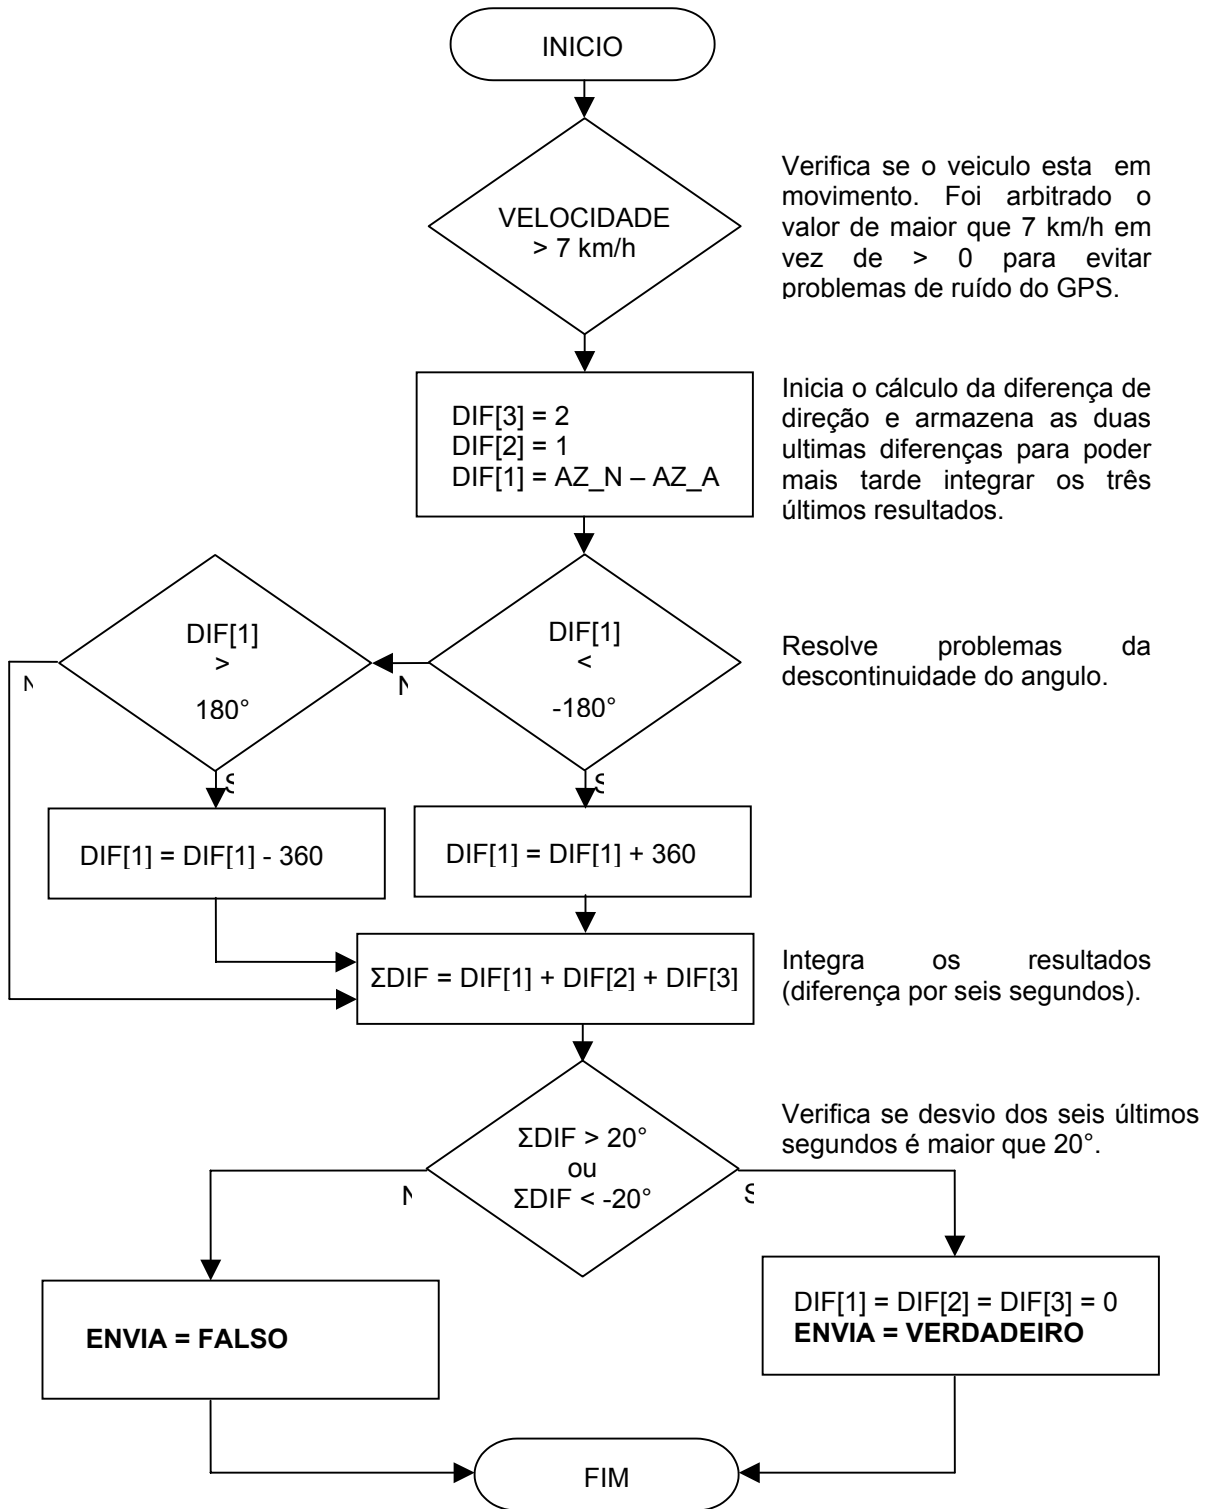 INICIO
VELOCIDADE
> 7 km/h
Verifica se o veiculo esta em
movimento. Foi arbitrado o
valor de maior que 7 km/h em
vez de > 0 para evitar
problemas de ruído do GPS.
DIF[3] = 2
DIF[2] = 1
DIF[1] = AZ_N – AZ_A
Inicia o cálculo da diferença de
direção e armazena as duas
ultimas diferenças para poder
mais tarde integrar os três
últimos resultados.
DIF[1]
>
180°
N
DIF[1]
<
-180°
N
Resolve problemas da
descontinuidade do angulo.
S
S
DIF[1] = DIF[1] - 360
DIF[1] = DIF[1] + 360
ΣDIF = DIF[1] + DIF[2] + DIF[3]
Integra os resultados
(diferença por seis segundos).
ΣDIF > 20°
ou
ΣDIF < -20°
Verifica se desvio dos seis últimos
segundos é maior que 20°.
N
S
ENVIA = FALSO
DIF[1] = DIF[2] = DIF[3] = 0
ENVIA = VERDADEIRO
FIM